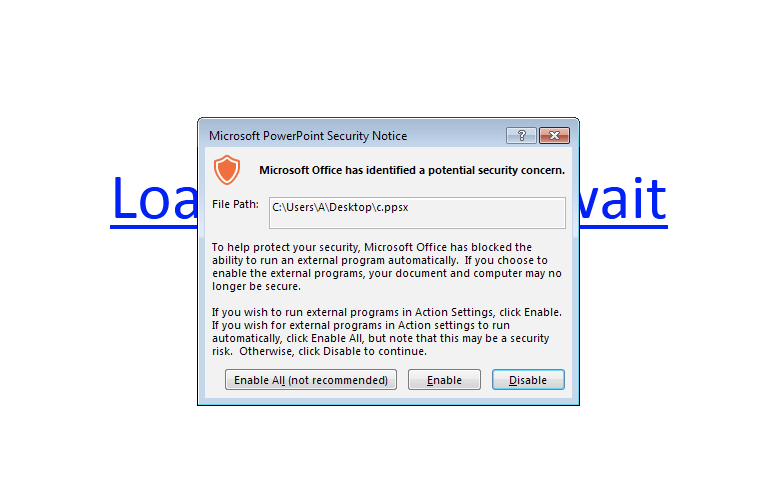 Microsoft PowerPoint Security Notice
Microsoft Office has identified a potential security concern.
Loa
vait
File Path:
C:\Users\A\Desktop\c.ppsx
To help protect your security, Microsoft Office has blocked the
ability to run an external program automatically.  If you choose to
enable the external programs, your document and computer may no
longer be secure.
If you wish to run external programs in Action Settings, click Enable.
If you wish for external programs in Action settings to run
automatically, click Enable All, but note that this may be a security
risk.  Otherwise, click Disable to continue.
Enable All (not recommended)
Enable
Disable